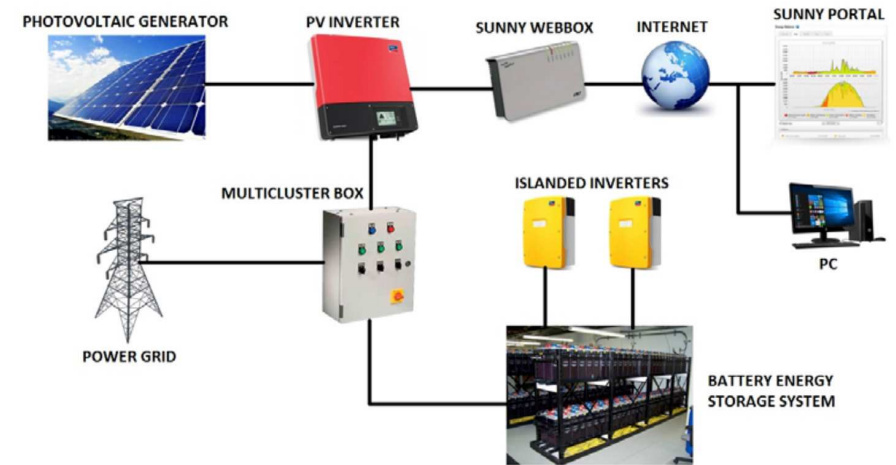 PHOTOVOLTAIC GENERATOR
PV INVERTER
SUNNY WEBBOX
INTERNET
SUNNY PORTAL
MULTICLUSTER BOX
ISLANDED INVERTERS
PC
POWER GRID
BATTERY ENERGY
STORAGE SYSTEM